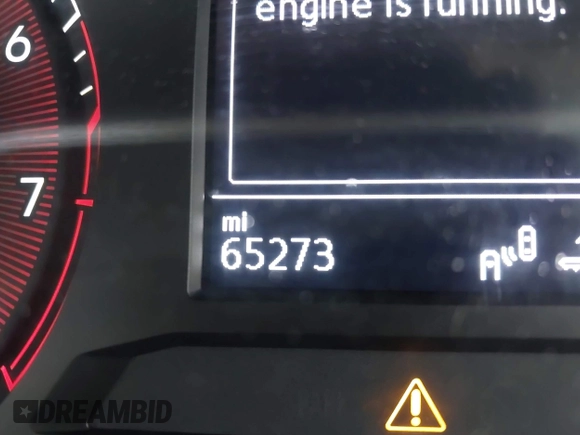 engine is running.
6
7
mi
65273
A
DREAMBID